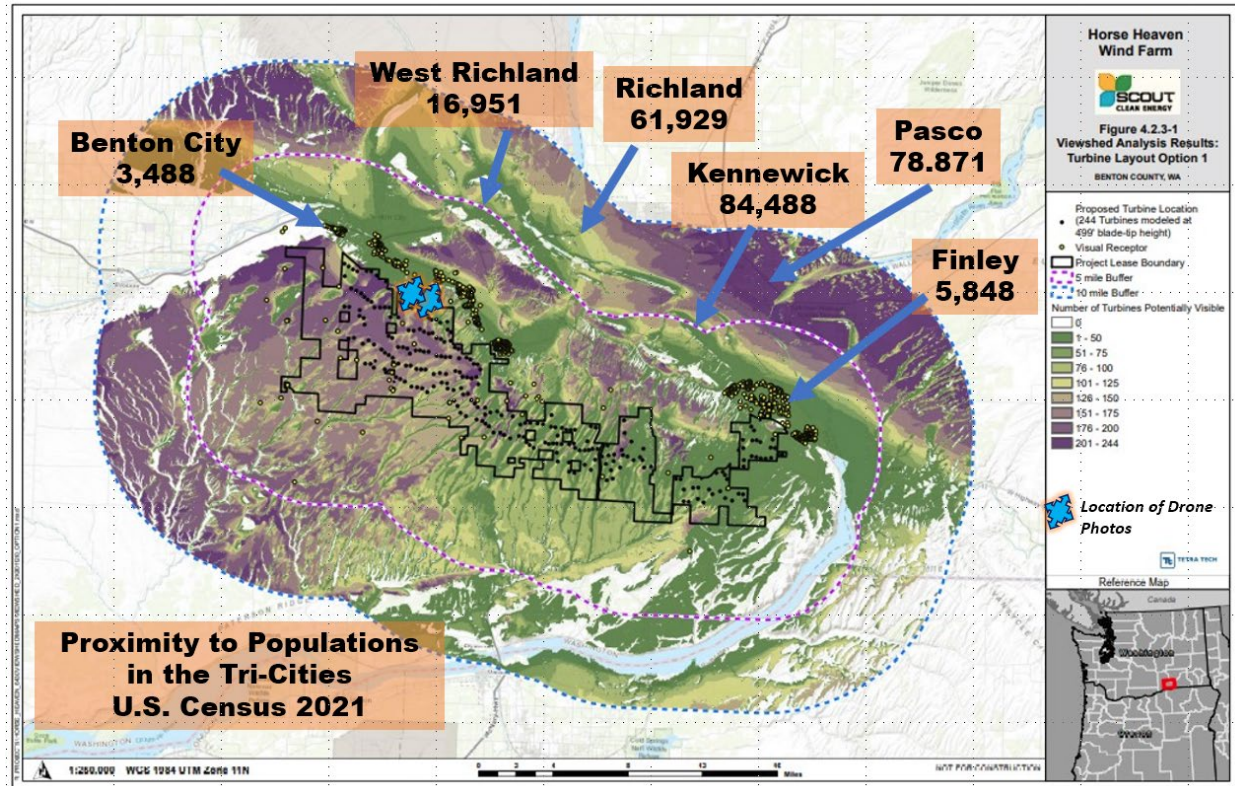 West Richland
16,951
Richland
61,929
Pasco
78.871
Benton City
3,488
Kennewick
84,488
Finley
5,848
Proximity to Populations
in the Tri-Cities
U.S. Census 2021
1:250,000 WGS 1984 UTM Zone 11N
Miles
NOT FOR CONSTRUCTION
Horse Heaven
Wind Farm
SCOUT
CLEAN ENERGY
Figure 4.2.3-1
Viewshed Analysis Results:
Turbine Layout Option 1
BENTON COUNTY, WA
Proposed Turbine Location
(244 Turbines modeled at
499' blade-tip height)
Visual Receptor
Project Lease Boundary
5 mile Buffer
10 mile Buffer
Number of Turbines Potentially Visible
0
1 - 50
51 - 75
76 - 100
101 - 125
126 - 150
151 - 175
176 - 200
201 - 244
Location of Drone
Photos
TETRA TECH
Reference Map
Canada
Washington
Oregon